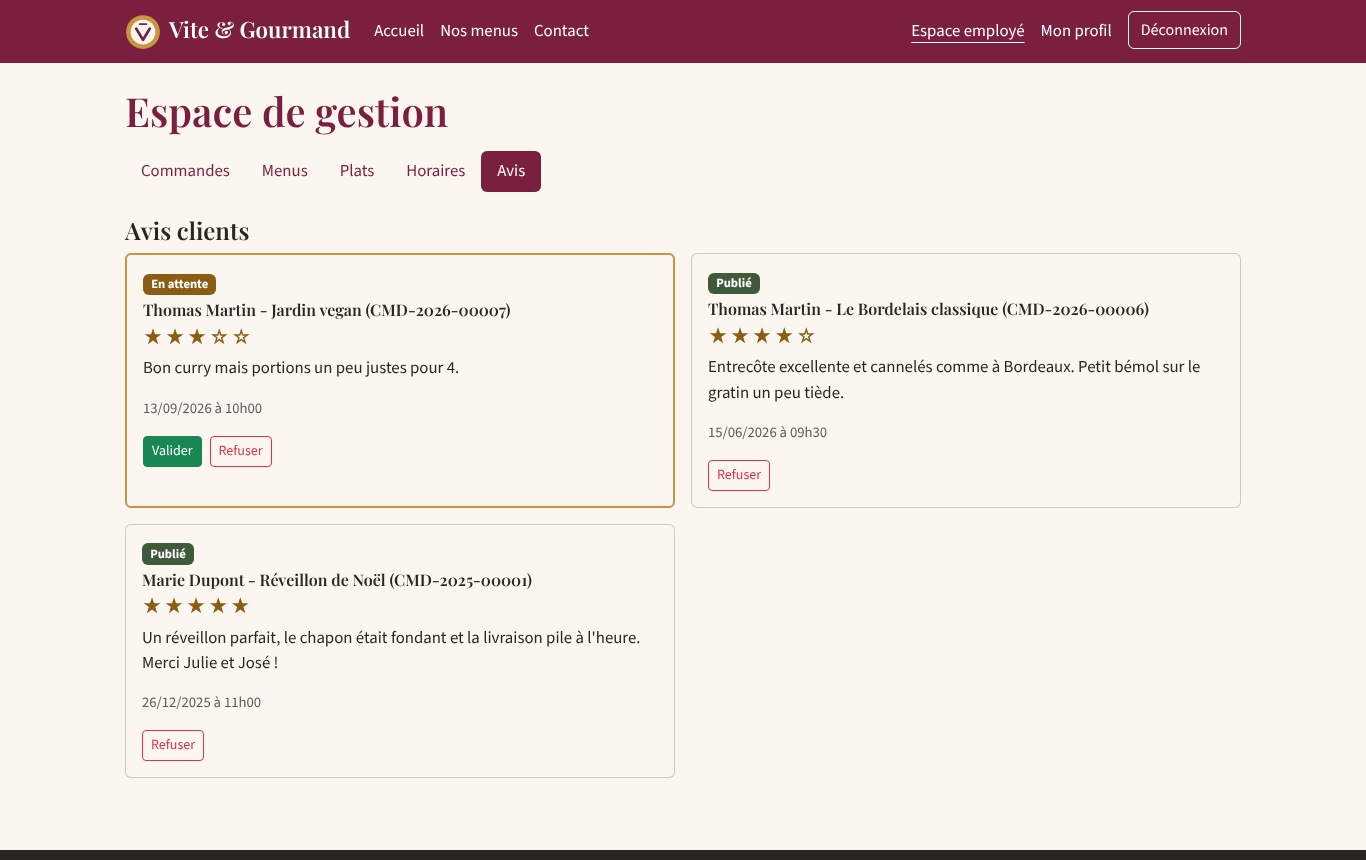 Vite & Gourmand Accueil Nos menus Contact Espace employé Mon profil Déconnexion
Espace de gestion
Commandes Menus Plats Horaires Avis
Avis clients
En attente
Thomas Martin - Jardin vegan (CMD-2026-00007)
★★★☆☆
Bon curry mais portions un peu justes pour 4.
13/09/2026 à 10h00
Valider Refuser
Publié
Thomas Martin - Le Bordelais classique (CMD-2026-00006)
★★★★☆
Entrecôte excellente et cannelés comme à Bordeaux. Petit bémol sur le
gratin un peu tiède.
15/06/2026 à 09h30
Refuser
Publié
Marie Dupont - Réveillon de Noël (CMD-2025-00001)
★★★★★
Un réveillon parfait, le chapon était fondant et la livraison pile à l'heure.
Merci Julie et José !
26/12/2025 à 11h00
Refuser